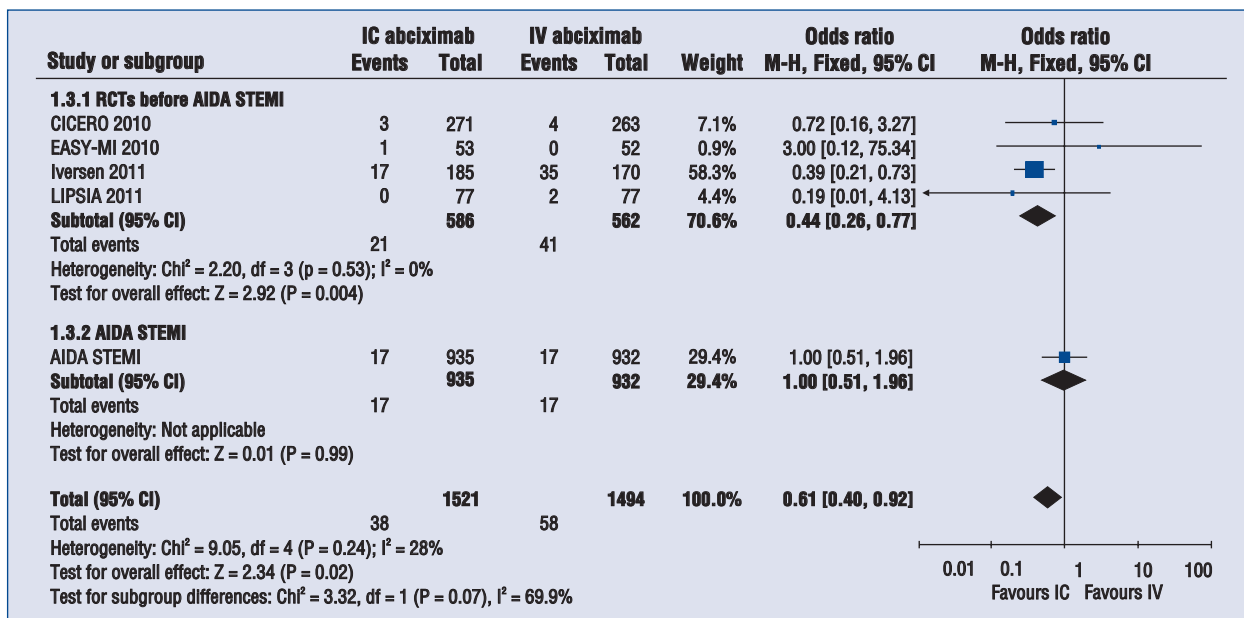 IC abciximab IV abciximab Odds ratio Odds ratio
Study or subgroup Events Total Events Total Weight M-H, Fixed, 95% CI M-H, Fixed, 95% CI
1.3.1 RCTs before AIDA STEMI
CICERO 2010 3 271 4 263 7.1% 0.72 [0.16, 3.27]
EASY-MI 2010 1 53 0 52 0.9% 3.00 [0.12, 75.34]
Iversen 2011 17 185 35 170 58.3% 0.39 [0.21, 0.73]
LIPSIA 2011 0 77 2 77 4.4% 0.19 [0.01, 4.13]
Subtotal (95% CI) 586 562 70.6% 0.44 [0.26, 0.77]
Total events 21 41
Heterogeneity: Chi² = 2.20, df = 3 (p = 0.53); I² = 0%
Test for overall effect: Z = 2.92 (P = 0.004)
1.3.2 AIDA STEMI
AIDA STEMI 17 935 17 932 29.4% 1.00 [0.51, 1.96]
Subtotal (95% CI) 935 932 29.4% 1.00 [0.51, 1.96]
Total events 17 17
Heterogeneity: Not applicable
Test for overall effect: Z = 0.01 (P = 0.99)
Total (95% CI) 1521 1494 100.0% 0.61 [0.40, 0.92]
Total events 38 58
Heterogeneity: Chi² = 9.05, df = 4 (P = 0.24); I² = 28%
Test for overall effect: Z = 2.34 (P = 0.02)
Test for subgroup differences: Chi² = 3.32, df = 1 (P = 0.07), I² = 69.9%
0.01 0.1 1 10 100
Favours IC Favours IV